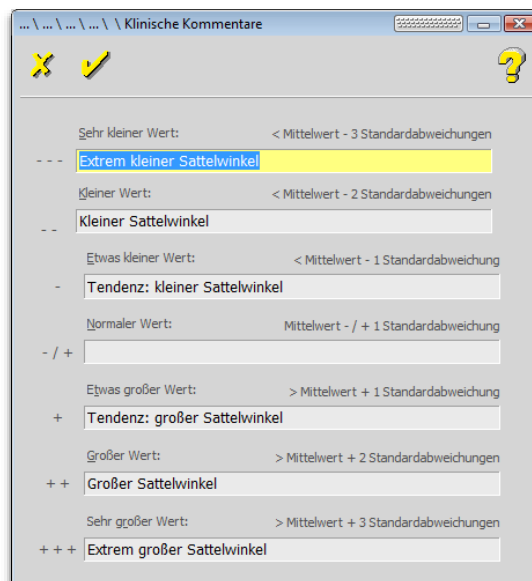 ... \ ... \ ... \ ... \ \ Klinische Kommentare
Sehr kleiner Wert: < Mittelwert - 3 Standardabweichungen
- - - Extrem kleiner Sattelwinkel
Kleiner Wert: < Mittelwert - 2 Standardabweichungen
- - Kleiner Sattelwinkel
Etwas kleiner Wert: < Mittelwert - 1 Standardabweichung
- Tendenz: kleiner Sattelwinkel
Normaler Wert: Mittelwert - / + 1 Standardabweichung
- / +
Etwas großer Wert: > Mittelwert + 1 Standardabweichung
+ Tendenz: großer Sattelwinkel
Großer Wert: > Mittelwert + 2 Standardabweichungen
+ + Großer Sattelwinkel
Sehr großer Wert: > Mittelwert + 3 Standardabweichungen
+ + + Extrem großer Sattelwinkel